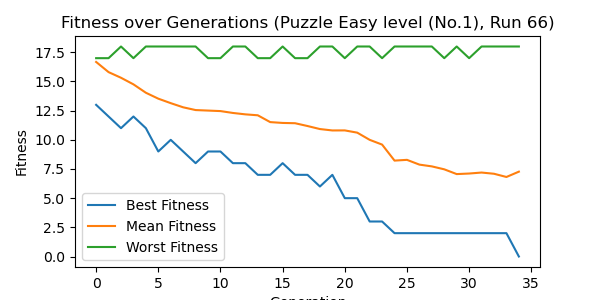 Fitness over Generations (Puzzle Easy level (No.1), Run 66)
17.5
15.0
12.5
10.0
7.5
5.0
2.5
0.0
Fitness
Best Fitness
Mean Fitness
Worst Fitness
0 5 10 15 20 25 30 35
Generation